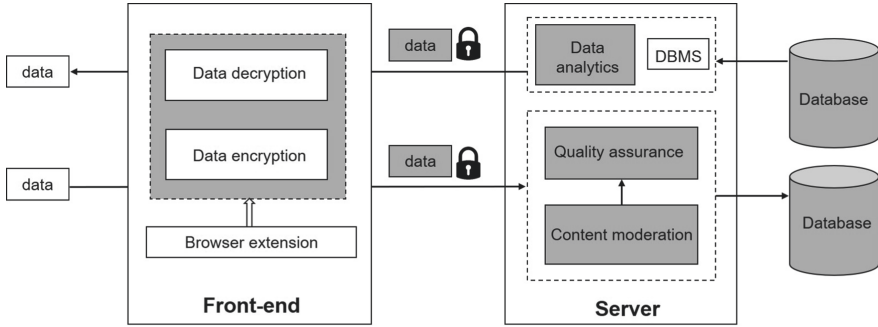 data
data
Data decryption
Data encryption
Browser extension
Front-end
data
data
Data
analytics
DBMS
Quality assurance
Content moderation
Server
Database
Database